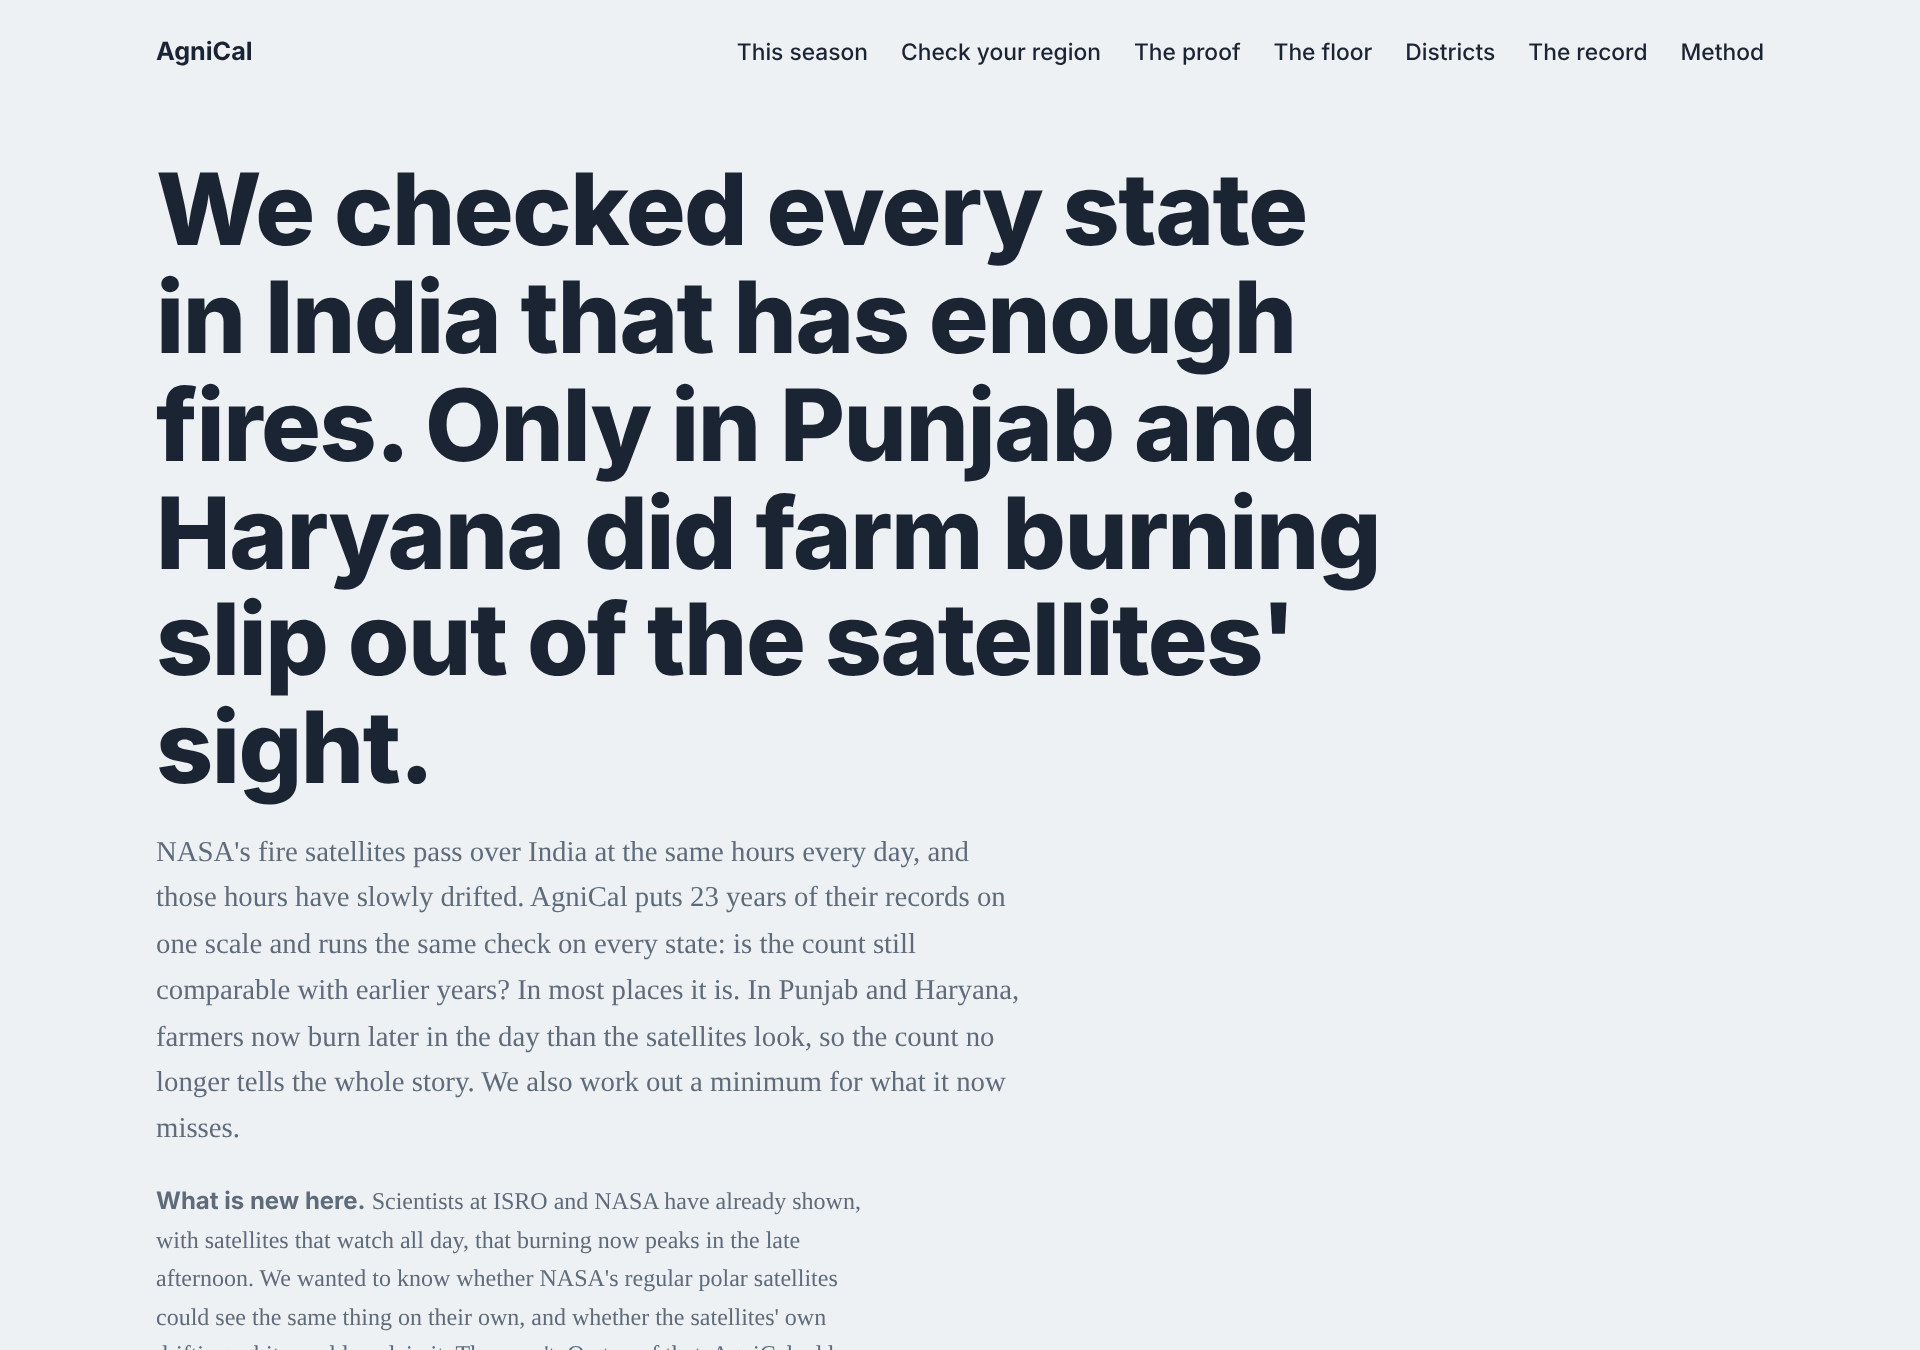 AgniCal
This season Check your region The proof The floor Districts The record Method
We checked every state
in India that has enough
fires. Only in Punjab and
Haryana did farm burning
slip out of the satellites'
sight.
NASA's fire satellites pass over India at the same hours every day, and
those hours have slowly drifted. AgniCal puts 23 years of their records on
one scale and runs the same check on every state: is the count still
comparable with earlier years? In most places it is. In Punjab and Haryana,
farmers now burn later in the day than the satellites look, so the count no
longer tells the whole story. We also work out a minimum for what it now
misses.
What is new here. Scientists at ISRO and NASA have already shown,
with satellites that watch all day, that burning now peaks in the late
afternoon. We wanted to know whether NASA's regular polar satellites
could see the same thing on their own, and whether the satellites' own